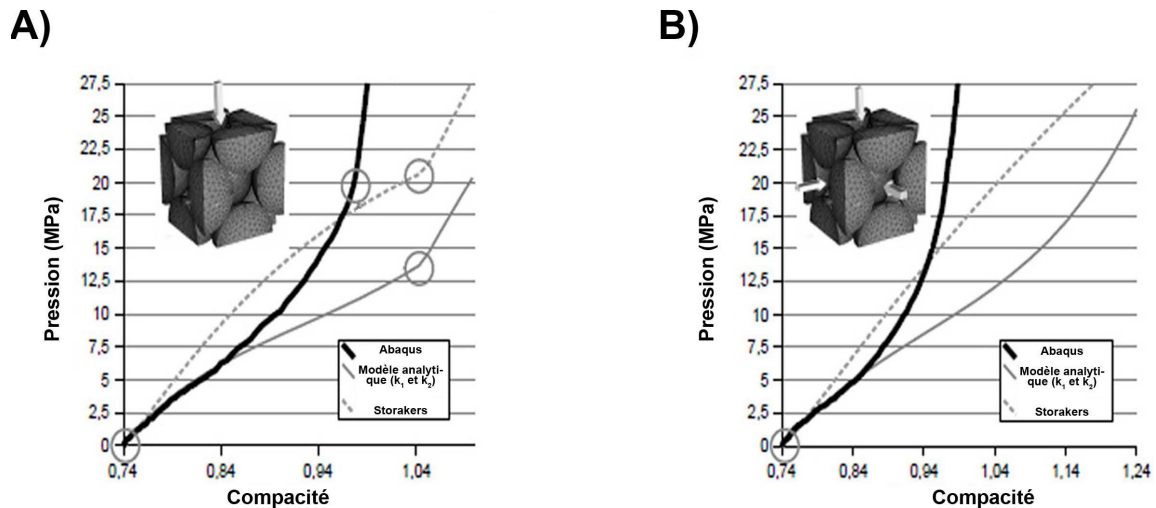 A)
Pression (MPa)
27,5
25
22,5
20
17,5
15
12,5
10
7,5
5
2,5
0
0,74
0,84
0,94
1,04
Compacité
Abaqus
Modèle analyti-
que (k₁ et k₂)
Storakers
B)
Pression (MPa)
27,5
25
22,5
20
17,5
15
12,5
10
7,5
5
2,5
0
0,74
0,84
0,94
1,04
1,14
1,24
Compacité
Abaqus
Modèle analyti-
que (k₁ et k₂)
Storakers